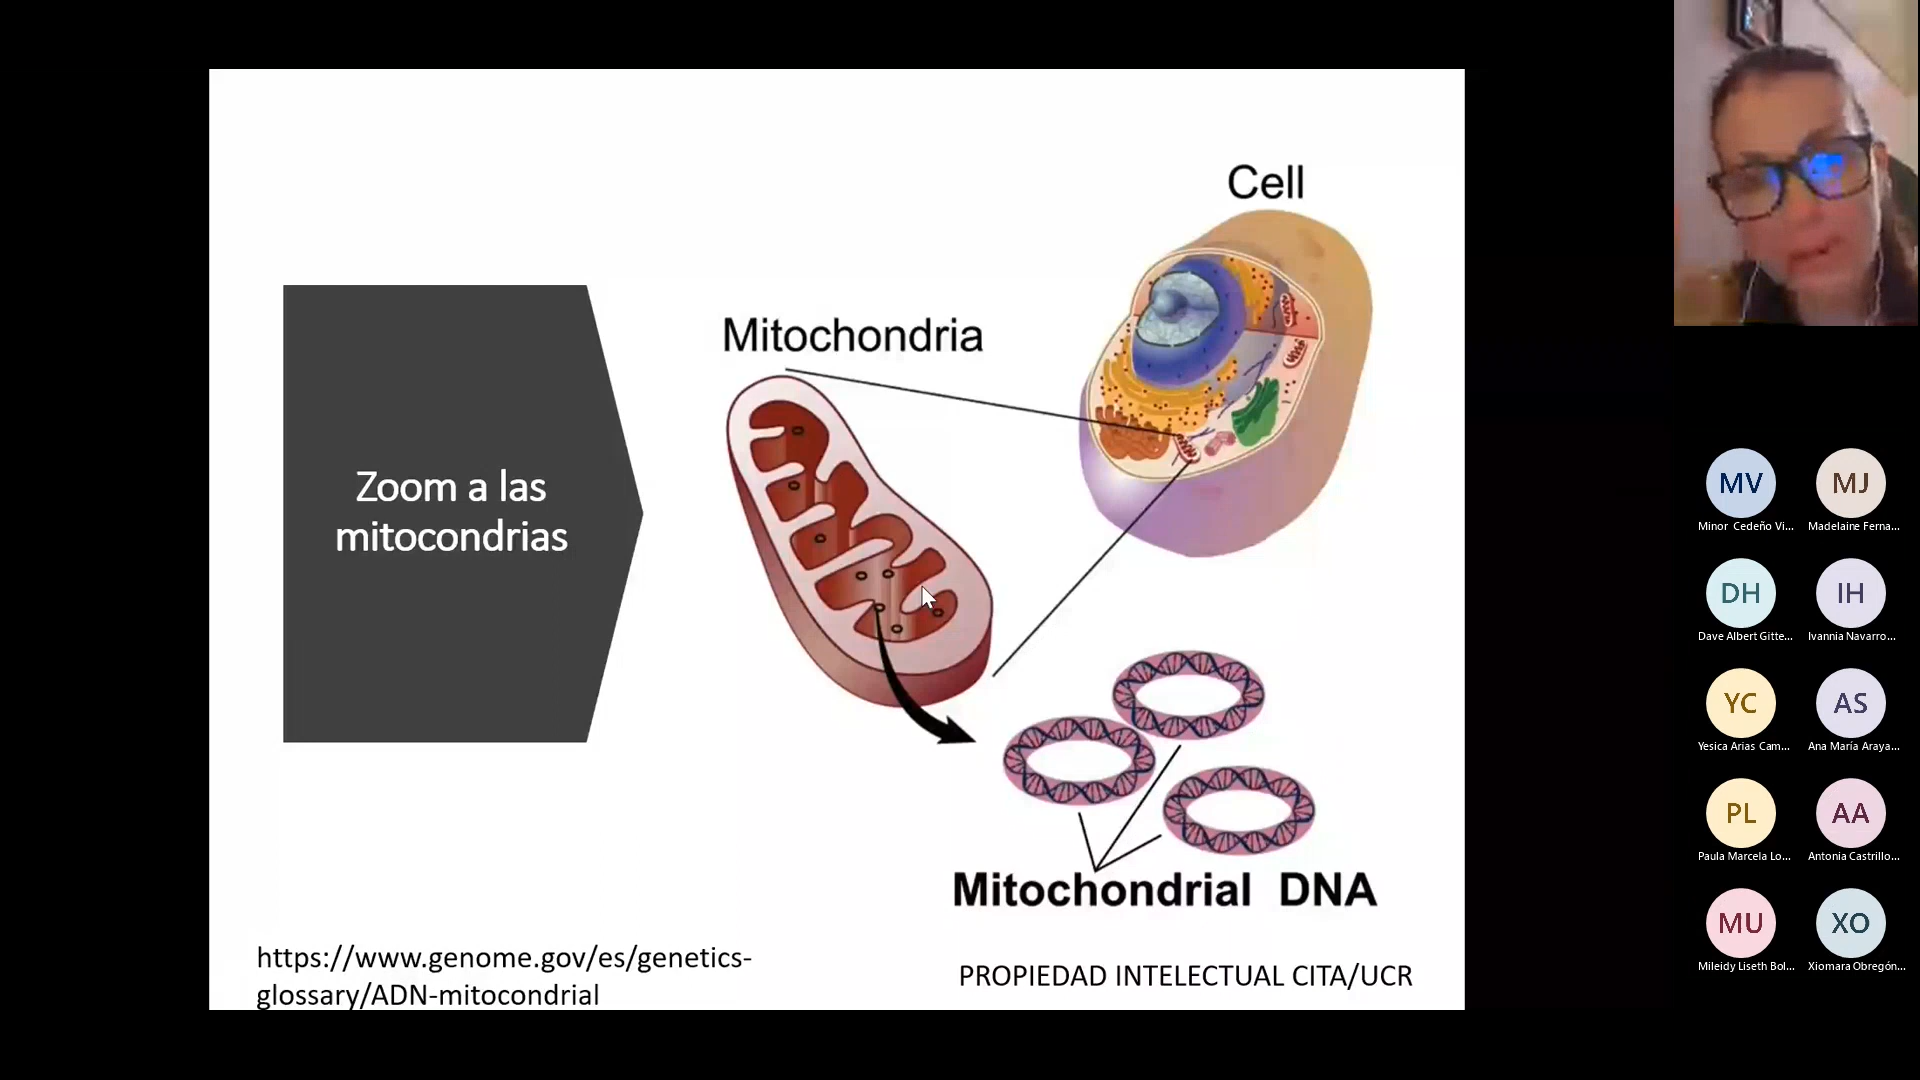 Cell
Mitochondria
Zoom a las
mitocondrias
Mitochondrial DNA
https://www.genome.gov/es/genetics-
glossary/ADN-mitocondrial
PROPIEDAD INTELECTUAL CITA/UCR
MV
MJ
Minor Cedeño Vi...
Madelaine Ferna...
DH
IH
Dave Albert Gitte...
Ivannia Navarro...
YC
AS
Yesica Arias Cam...
Ana María Araya...
PL
AA
Paula Marcela Lo...
Antonia Castrillo...
MU
XO
Mileidy Liseth Bol...
Xiomara Obregón...